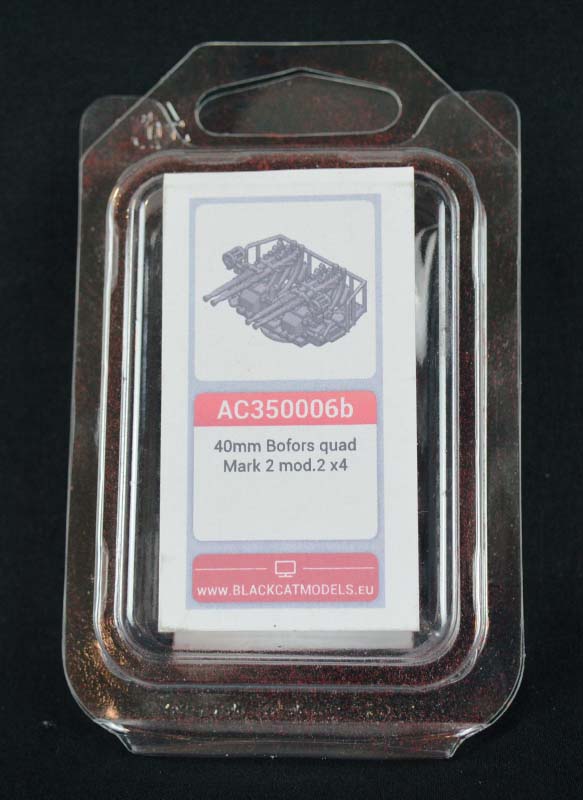 AC350006b
40mm Bofors quad
Mark 2 mod.2 x4
WWW.BLACKCATMODELS.EU